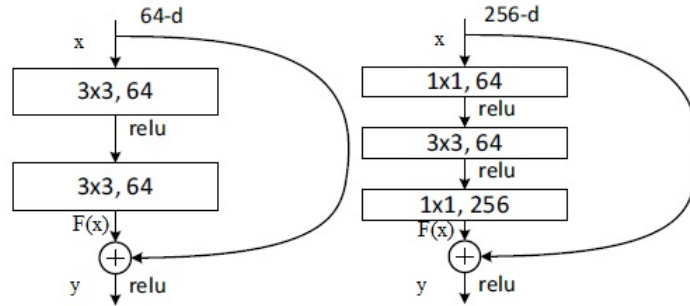 64-d
x
3x3, 64
relu
3x3, 64
F(x)
+
y
relu
256-d
x
1x1, 64
relu
3x3, 64
relu
1x1, 256
F(x)
+
y
relu